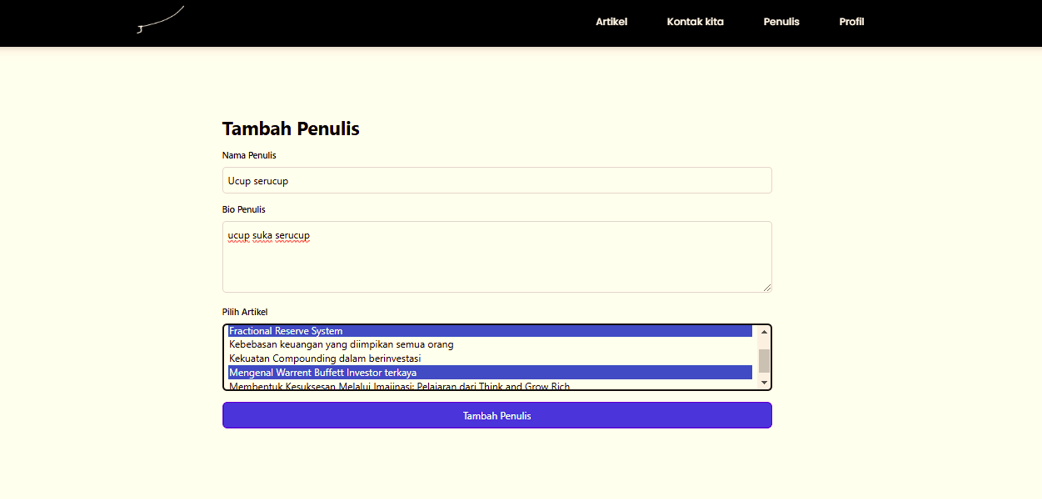 Artikel Kontak kita Penulis Profil
Tambah Penulis
Nama Penulis
Ucup serucup
Bio Penulis
ucup suka serucup
Pilih Artikel
Fractional Reserve System
Kebebasan keuangan yang diimpikan semua orang
Kekuatan Compounding dalam berinvestasi
Mengenal Warrent Buffett Investor terkaya
Membentuk Kesuksesan Melalui Imajinasi: Pelajaran dari Think and Grow Rich
Tambah Penulis